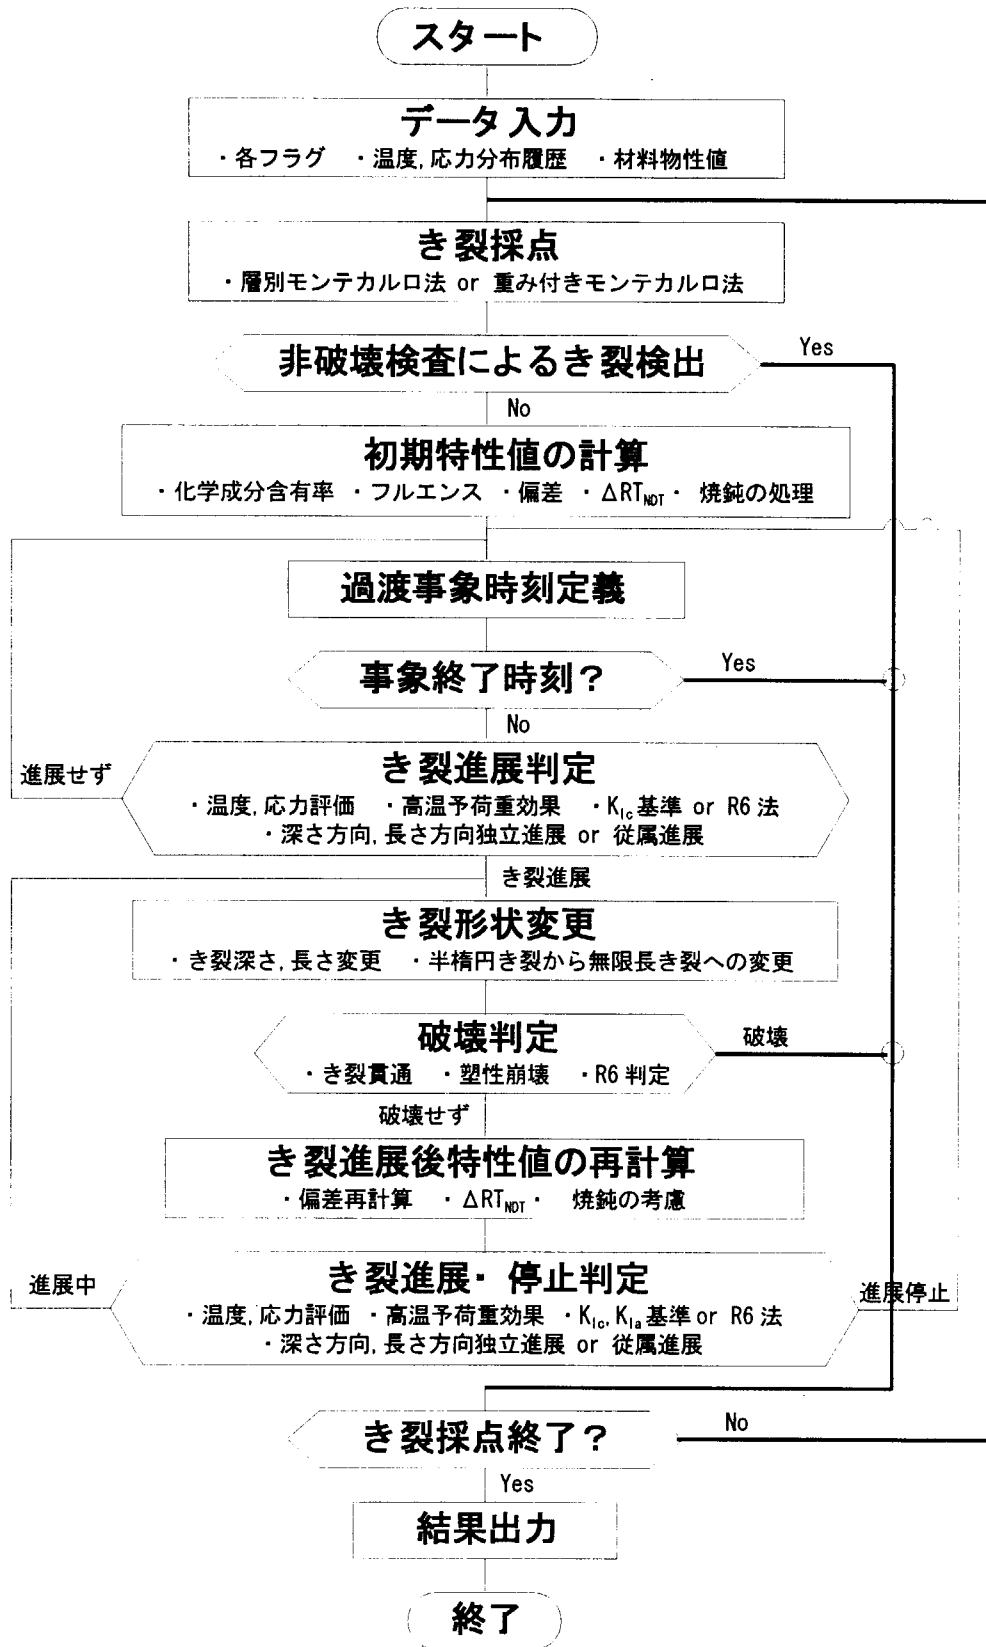 スタート
データ入力
・各フラグ ・温度,応力分布履歴 ・材料物性値
き裂採点
・層別モンテカルロ法 or 重み付きモンテカルロ法
非破壊検査によるき裂検出
Yes
No
初期特性値の計算
・化学成分含有率 ・フルエンス ・偏差 ・ΔRT_NDT・ 焼鈍の処理
過渡事象時刻定義
事象終了時刻？
Yes
No
進展せず
き裂進展判定
・温度,応力評価 ・高温予荷重効果 ・K_Ic基準 or R6法
・深さ方向,長さ方向独立進展 or 従属進展
き裂進展
き裂形状変更
・き裂深さ,長さ変更 ・半楕円き裂から無限長き裂への変更
破壊判定
・き裂貫通 ・塑性崩壊 ・R6判定
破壊
破壊せず
き裂進展後特性値の再計算
・偏差再計算 ・ΔRT_NDT・ 焼鈍の考慮
進展中
き裂進展・停止判定
・温度,応力評価 ・高温予荷重効果 ・K_Ic,K_Ia基準 or R6法
・深さ方向,長さ方向独立進展 or 従属進展
進展停止
き裂採点終了？
No
Yes
結果出力
終了